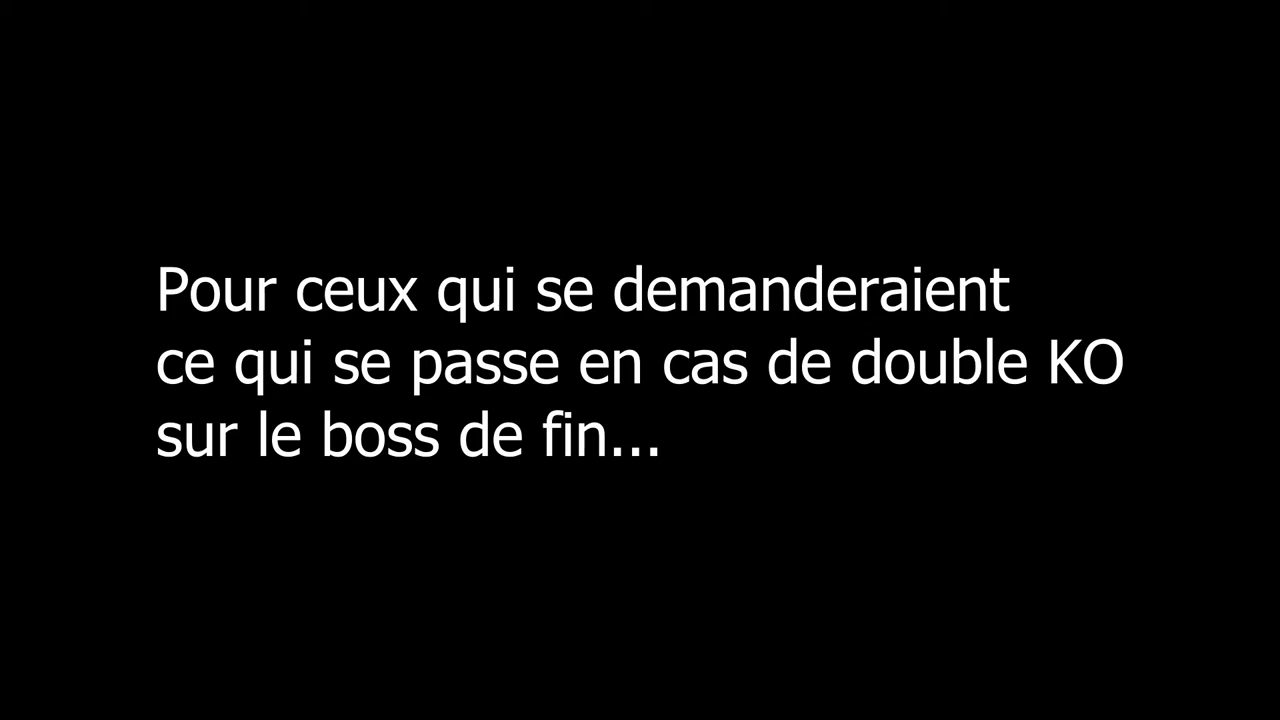 Pour ceux qui se demanderaient
ce qui se passe en cas de double KO
sur le boss de fin...